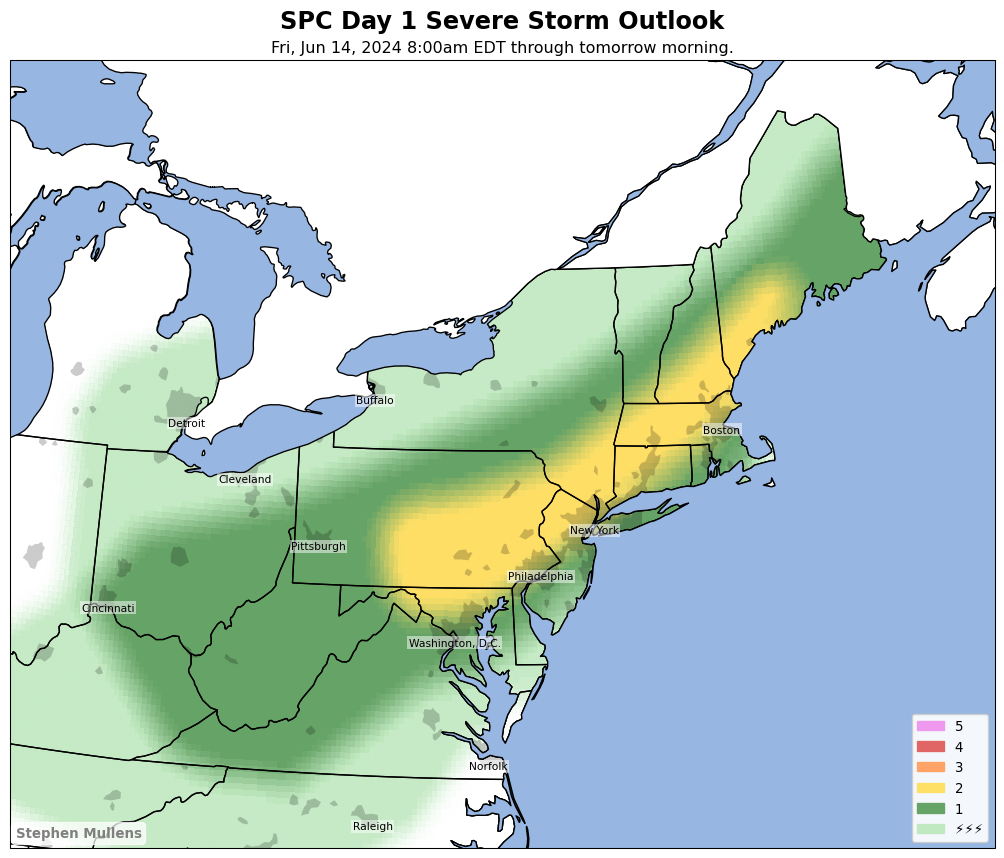 SPC Day 1 Severe Storm Outlook
Fri, Jun 14, 2024 8:00am EDT through tomorrow morning.
Buffalo
Detroit
Boston
Cleveland
New York
Pittsburgh
Philadelphia
Cincinnati
Washington, D.C.
Norfolk
Raleigh
5
4
3
2
1
⚡⚡⚡
Stephen Mullens